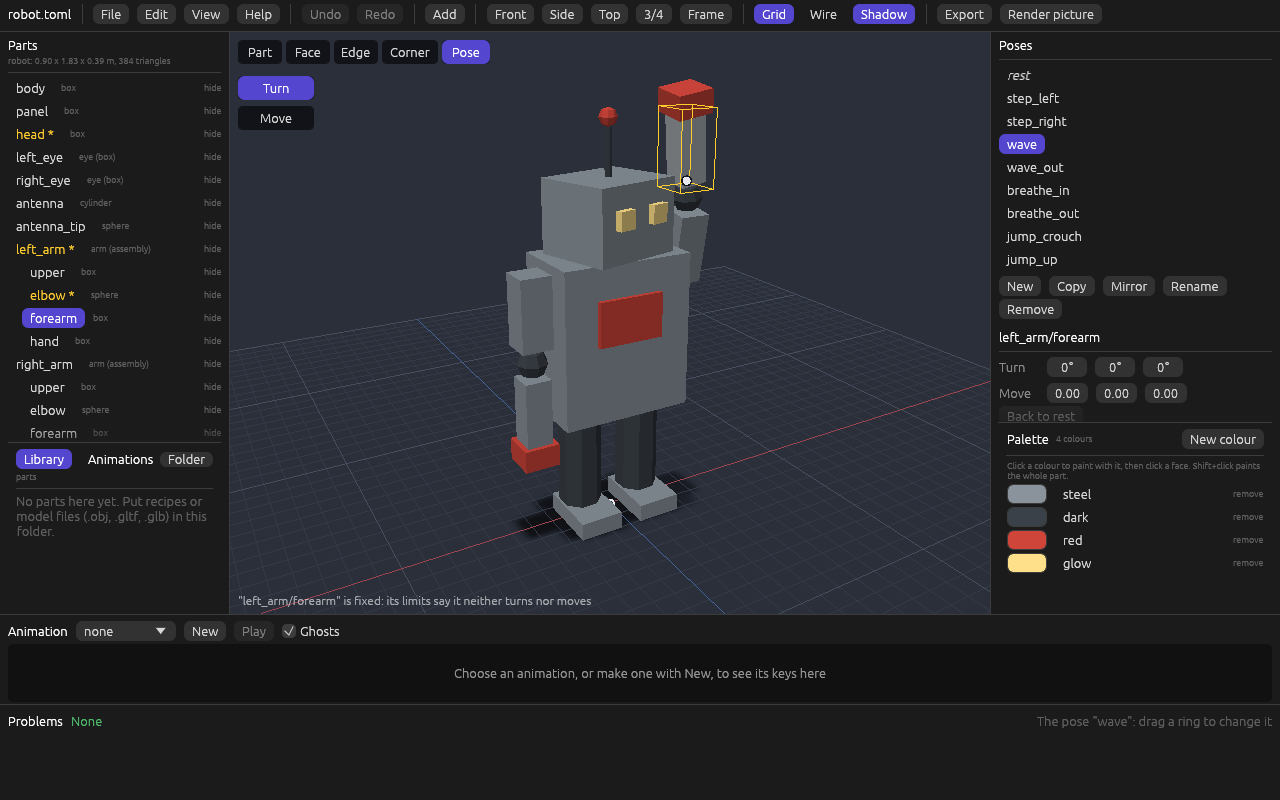 robot.toml File Edit View Help Undo Redo Add Front Side Top 3/4 Frame Grid Wire Shadow Export Render picture
Parts
robot: 0.90 x 1.83 x 0.39 m, 384 triangles
body box hide
panel box hide
head * box hide
left_eye eye (box) hide
right_eye eye (box) hide
antenna cylinder hide
antenna_tip sphere hide
left_arm * arm (assembly) hide
upper box hide
elbow * sphere hide
forearm box hide
hand box hide
right_arm arm (assembly) hide
upper box hide
elbow sphere hide
forearm box hide
Library Animations Folder
parts
No parts here yet. Put recipes or
model files (.obj, .gltf, .glb) in this
folder.
Part Face Edge Corner Pose
Turn
Move
"left_arm/forearm" is fixed: its limits say it neither turns nor moves
Poses
rest
step_left
step_right
wave
wave_out
breathe_in
breathe_out
jump_crouch
jump_up
New Copy Mirror Rename
Remove
left_arm/forearm
Turn 0° 0° 0°
Move 0.00 0.00 0.00
Back to rest
Palette 4 colours New colour
Click a colour to paint with it, then click a face. Shift+click paints
the whole part.
steel remove
dark remove
red remove
glow remove
Animation none New Play Ghosts
Choose an animation, or make one with New, to see its keys here
Problems None
The pose "wave": drag a ring to change it